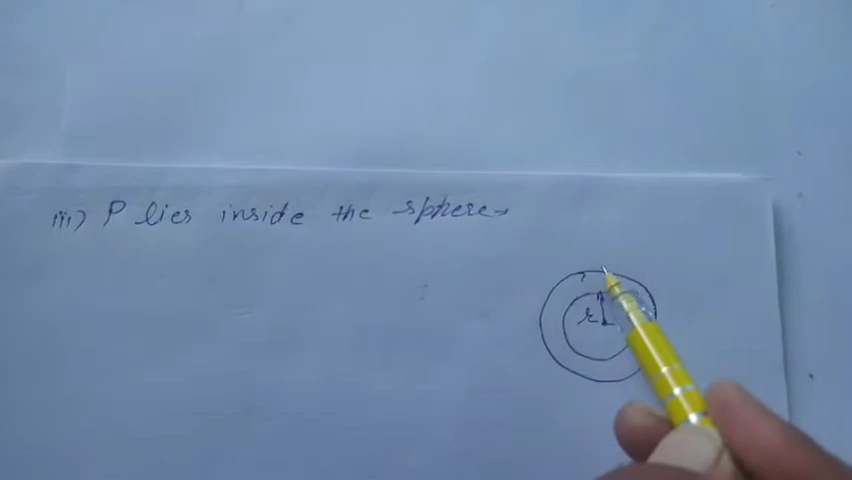 iii) P lies inside the sphere→
r